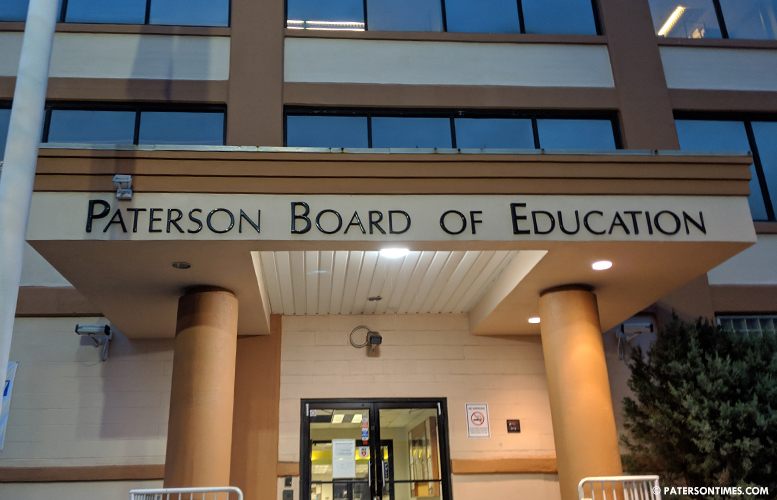 PATERSON BOARD OF EDUCATION
© PATERSONTIMES.COM